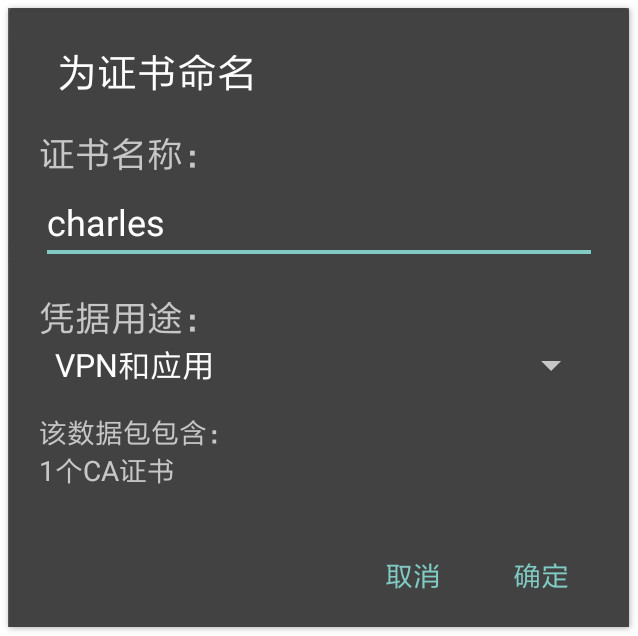 为证书命名
证书名称：
charles
凭据用途：
VPN和应用
该数据包包含：
1个CA证书
取消 确定